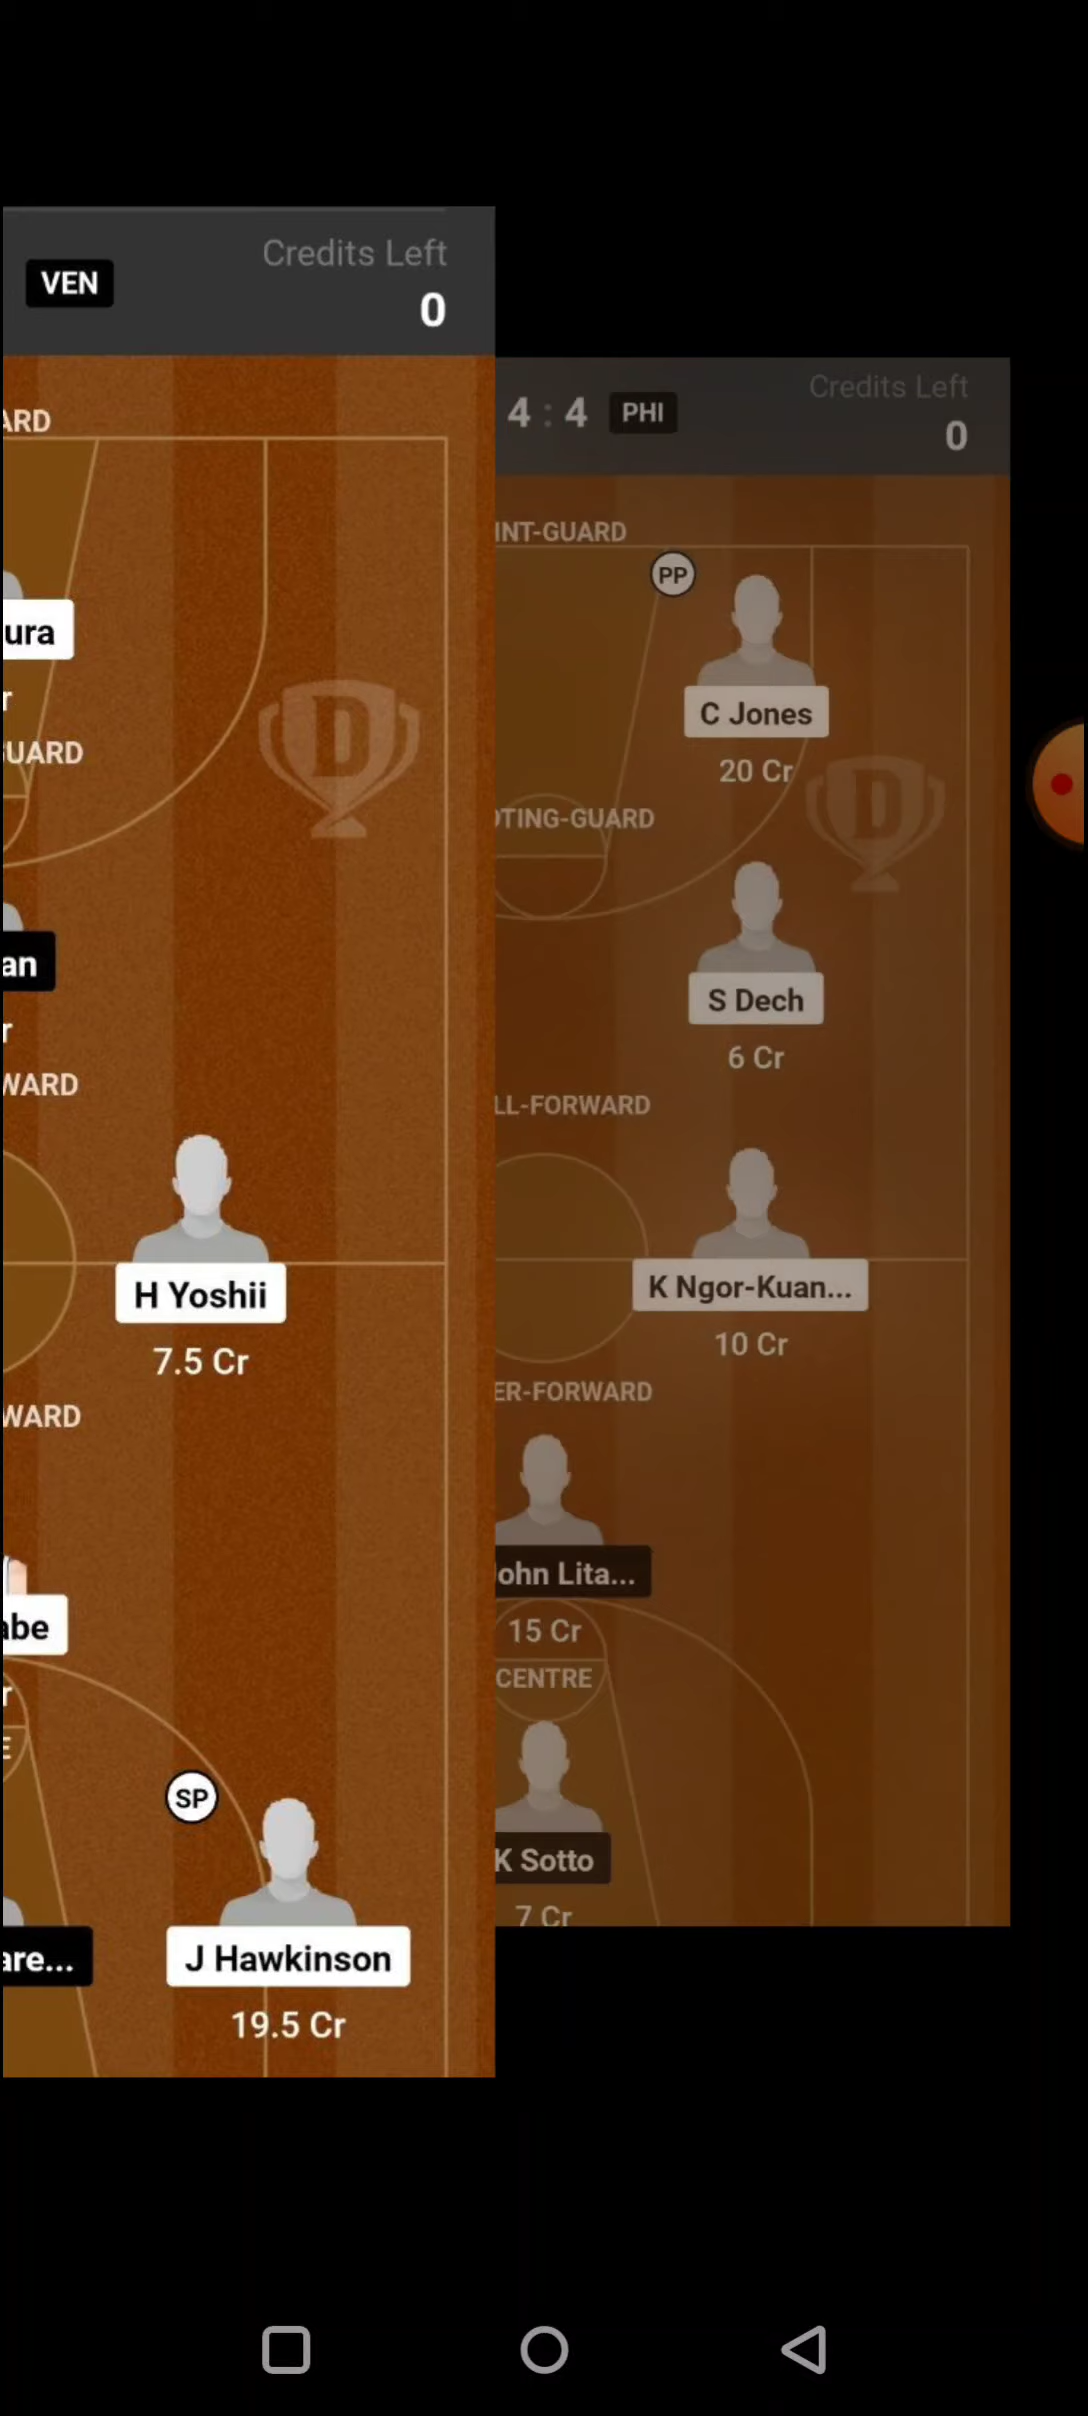 VEN
Credits Left
0
ARD
ura
r
UARD
an
r
WARD
H Yoshii
7.5 Cr
WARD
abe
r
E
SP
are...
J Hawkinson
19.5 Cr
4 : 4
PHI
Credits Left
0
INT-GUARD
PP
C Jones
20 Cr
D
OTING-GUARD
S Dech
6 Cr
LL-FORWARD
K Ngor-Kuan...
10 Cr
ER-FORWARD
ohn Lita...
15 Cr
CENTRE
K Sotto
7 Cr
D